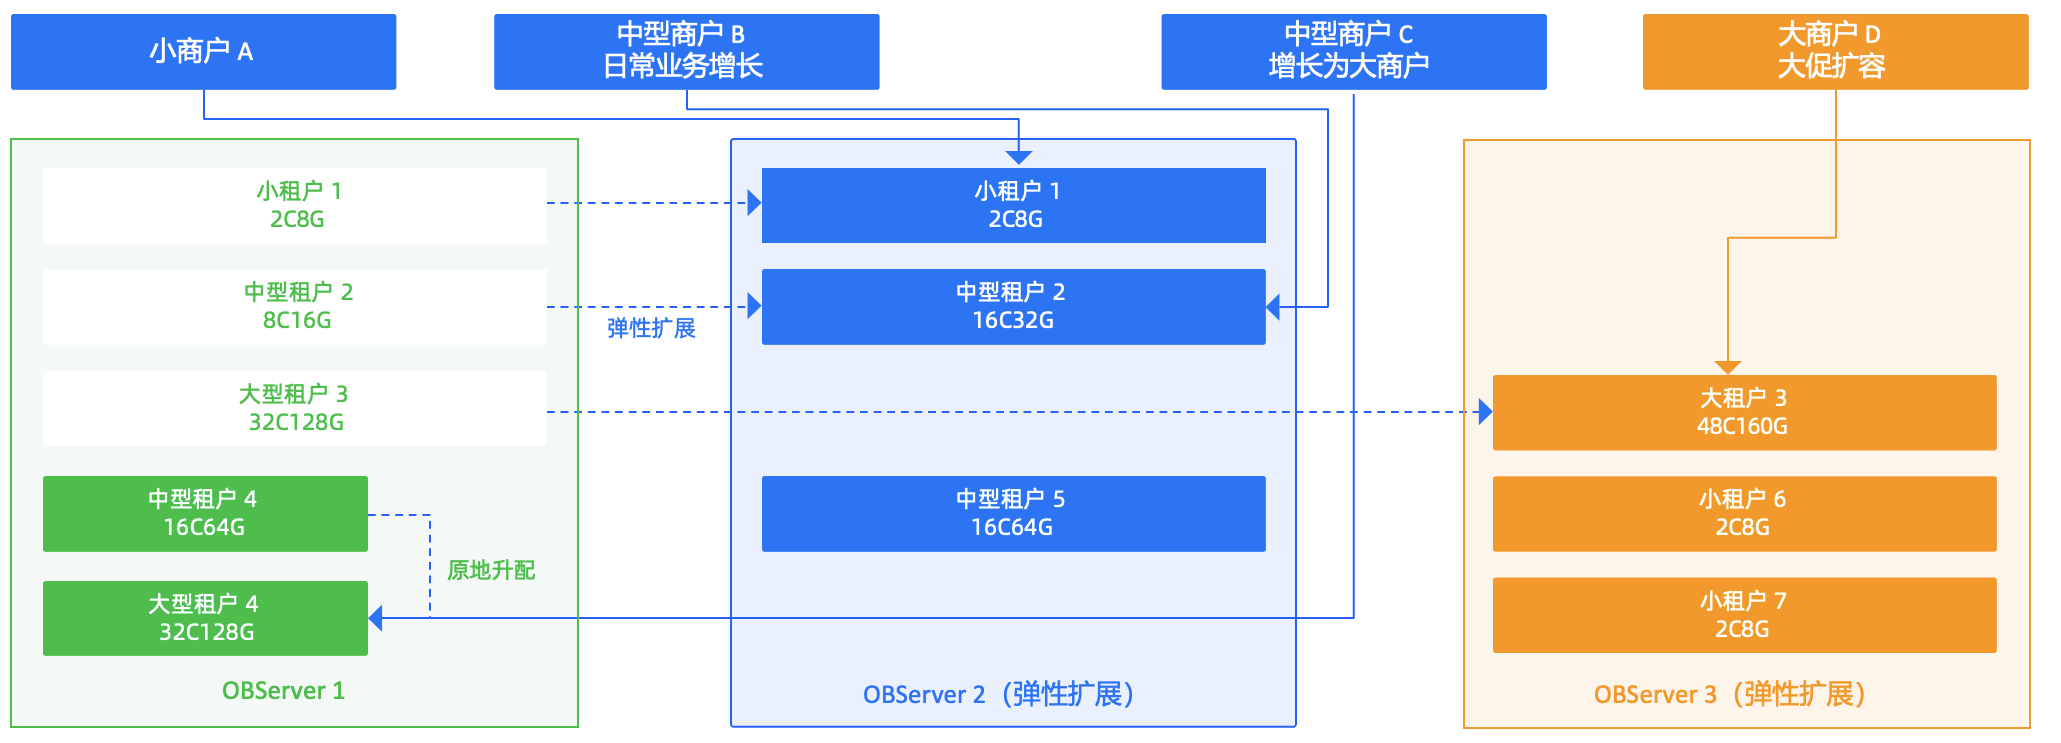 小商户 A
中型商户 B
日常业务增长
中型商户 C
增长为大商户
大商户 D
大促扩容
小租户 1
2C8G
中型租户 2
8C16G
大型租户 3
32C128G
中型租户 4
16C64G
大型租户 4
32C128G
原地升配
OBServer 1
弹性扩展
小租户 1
2C8G
中型租户 2
16C32G
中型租户 5
16C64G
OBServer 2（弹性扩展）
大租户 3
48C160G
小租户 6
2C8G
小租户 7
2C8G
OBServer 3（弹性扩展）